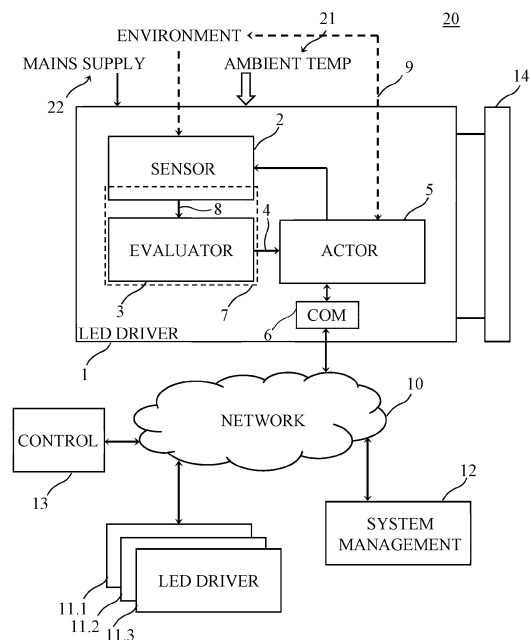 20
21
ENVIRONMENT
MAINS SUPPLY
AMBIENT TEMP
22
9
14
2
SENSOR
8
4
5
EVALUATOR
ACTOR
3
7
6
COM
LED DRIVER
1
NETWORK
10
CONTROL
13
12
SYSTEM
MANAGEMENT
LED DRIVER
11.1
11.2
11.3